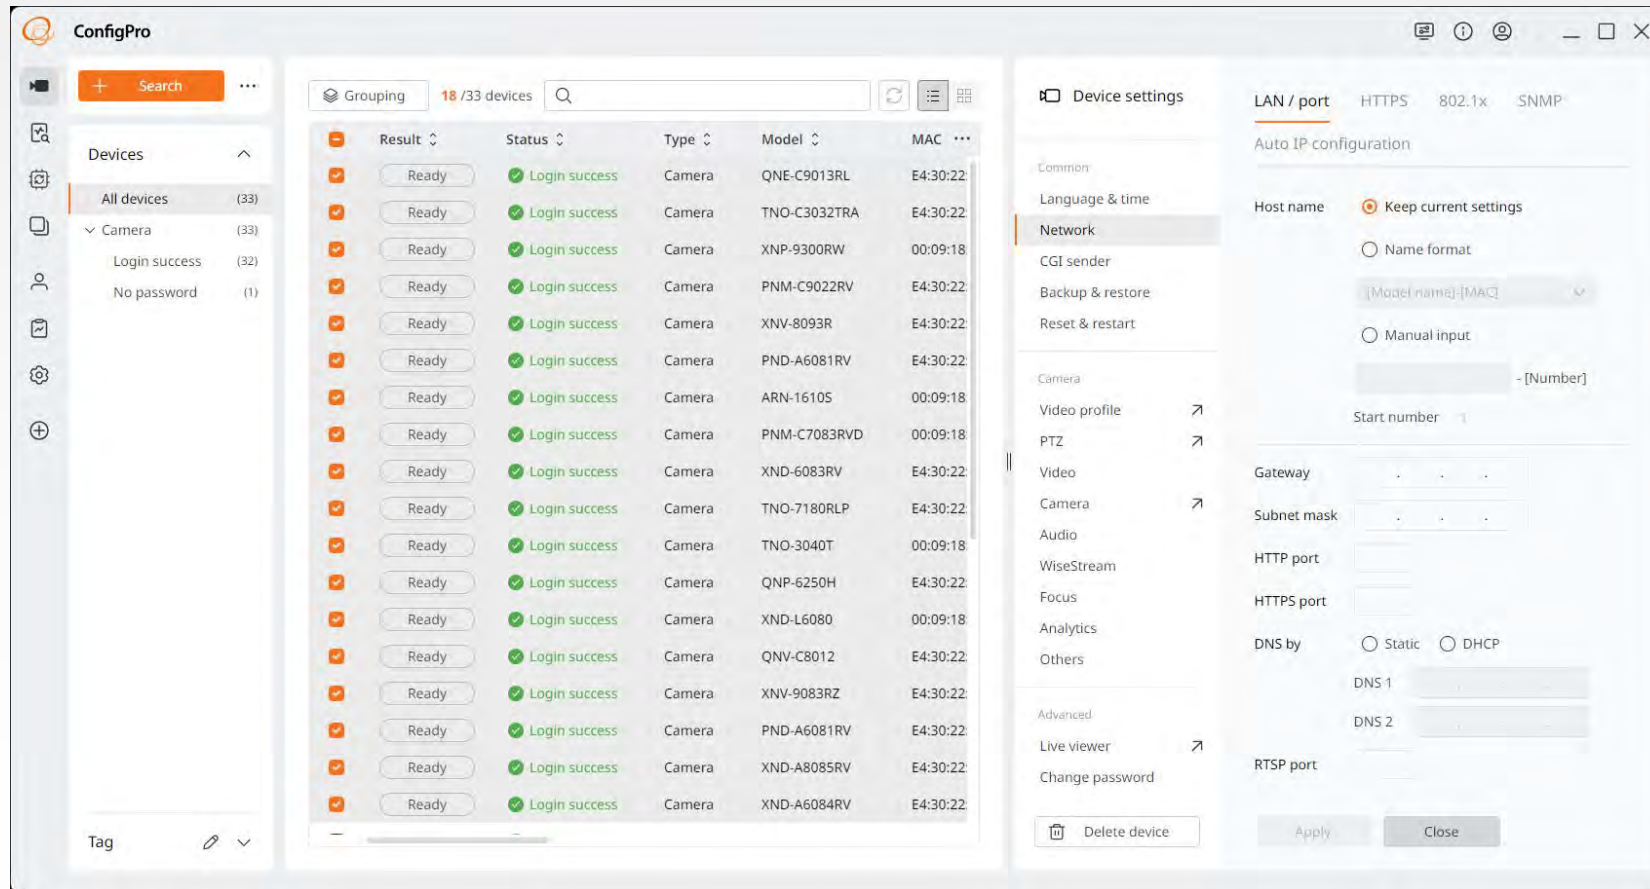 ConfigPro
Search
Devices
All devices (33)
Camera (33)
Login success (32)
No password (1)
Tag
Grouping 18 /33 devices
Result Status Type Model MAC
Ready Login success Camera QNE-C9013RL E4:30:22:
Ready Login success Camera TNO-C3032TRA E4:30:22:
Ready Login success Camera XNP-9300RW 00:09:18:
Ready Login success Camera PNM-C9022RV E4:30:22:
Ready Login success Camera XNV-8093R E4:30:22:
Ready Login success Camera PND-A6081RV E4:30:22:
Ready Login success Camera ARN-1610S 00:09:18:
Ready Login success Camera PNM-C7083RVD 00:09:18:
Ready Login success Camera XND-6083RV E4:30:22:
Ready Login success Camera TNO-7180RLP E4:30:22:
Ready Login success Camera TNO-3040T 00:09:18:
Ready Login success Camera QNP-6250H E4:30:22:
Ready Login success Camera XND-L6080 00:09:18:
Ready Login success Camera QNV-C8012 E4:30:22:
Ready Login success Camera XNV-9083RZ E4:30:22:
Ready Login success Camera PND-A6081RV E4:30:22:
Ready Login success Camera XND-A8085RV E4:30:22:
Ready Login success Camera XND-A6084RV E4:30:22:
Device settings
Common
Language & time
Network
CGI sender
Backup & restore
Reset & restart
Camera
Video profile
PTZ
Video
Camera
Audio
WiseStream
Focus
Analytics
Others
Advanced
Live viewer
Change password
Delete device
LAN / port HTTPS 802.1x SNMP
Auto IP configuration
Host name Keep current settings
Name format
[Model name]-[MAC]
Manual input
- [Number]
Start number 1
Gateway . . .
Subnet mask . . .
HTTP port
HTTPS port
DNS by Static DHCP
DNS 1
DNS 2
RTSP port
Apply Close